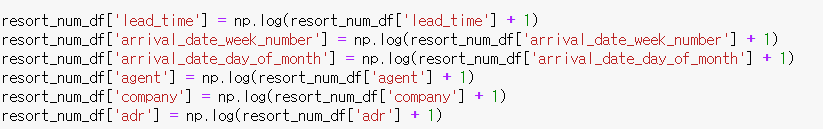 resort_num_df['lead_time'] = np.log(resort_num_df['lead_time'] + 1)
resort_num_df['arrival_date_week_number'] = np.log(resort_num_df['arrival_date_week_number'] + 1)
resort_num_df['arrival_date_day_of_month'] = np.log(resort_num_df['arrival_date_day_of_month'] + 1)
resort_num_df['agent'] = np.log(resort_num_df['agent'] + 1)
resort_num_df['company'] = np.log(resort_num_df['company'] + 1)
resort_num_df['adr'] = np.log(resort_num_df['adr'] + 1)